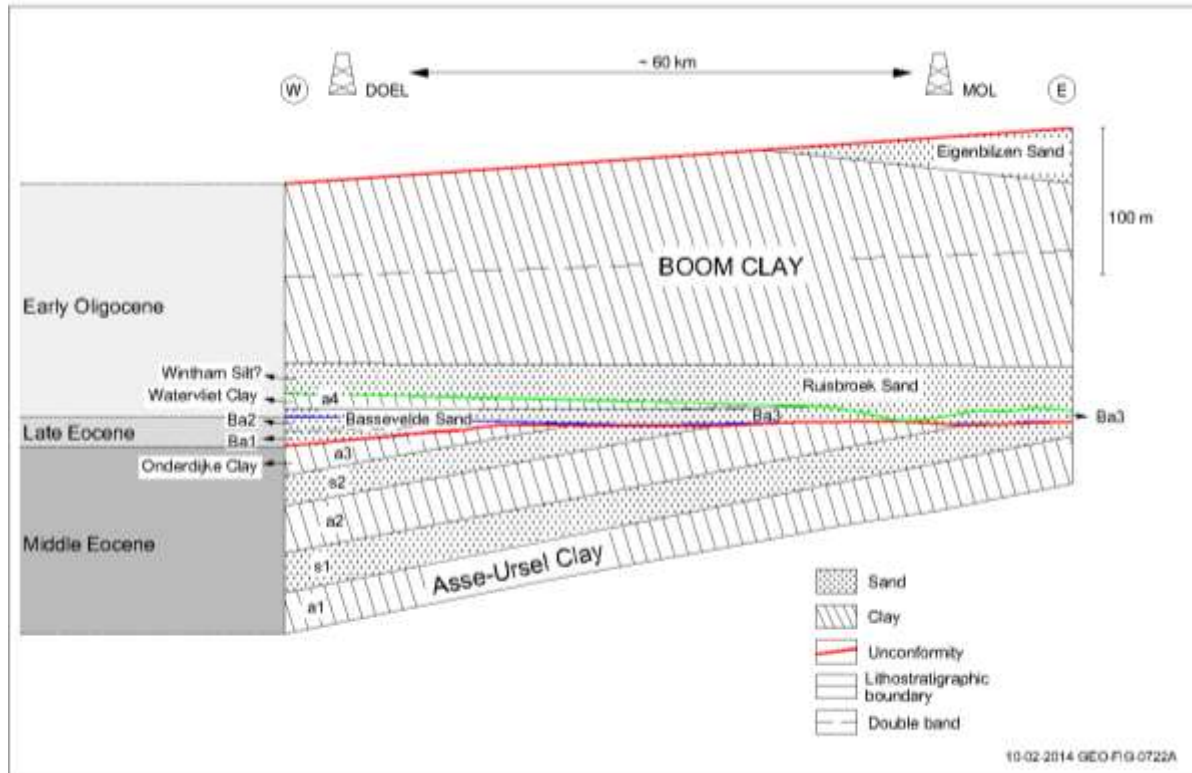 ~ 60 km
W
DOEL
MOL
E
Eigenbilzen Sand
100 m
BOOM CLAY
Early Oligocene
Wintham Silt?
Ruisbroek Sand
Watervliet Clay
a4
Ba2
Bassevelde Sand
Ba3
Ba3
Late Eocene
Ba1
a3
Onderdijke Clay
s2
a2
Middle Eocene
s1
Asse-Ursel Clay
a1
Sand
Clay
Unconformity
Lithostratigraphic
boundary
Double band
10-02-2014 GEO-FIG-0722A